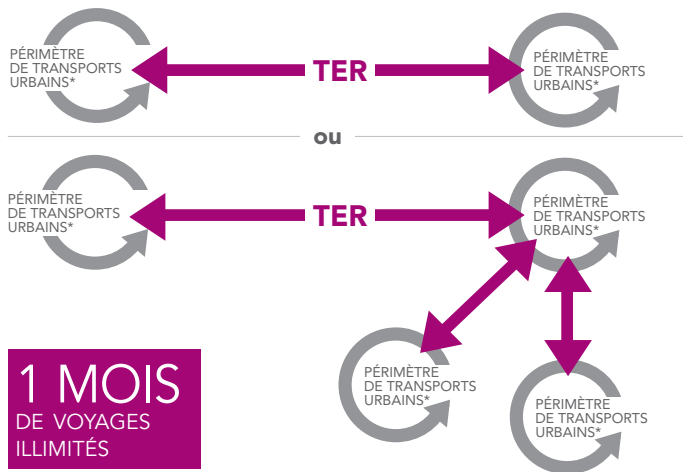 PÉRIMÈTRE
DE TRANSPORTS
URBAINS*
TER
PÉRIMÈTRE
DE TRANSPORTS
URBAINS*
ou
PÉRIMÈTRE
DE TRANSPORTS
URBAINS*
TER
PÉRIMÈTRE
DE TRANSPORTS
URBAINS*
PÉRIMÈTRE
DE TRANSPORTS
URBAINS*
PÉRIMÈTRE
DE TRANSPORTS
URBAINS*
1 MOIS
DE VOYAGES
ILLIMITÉS